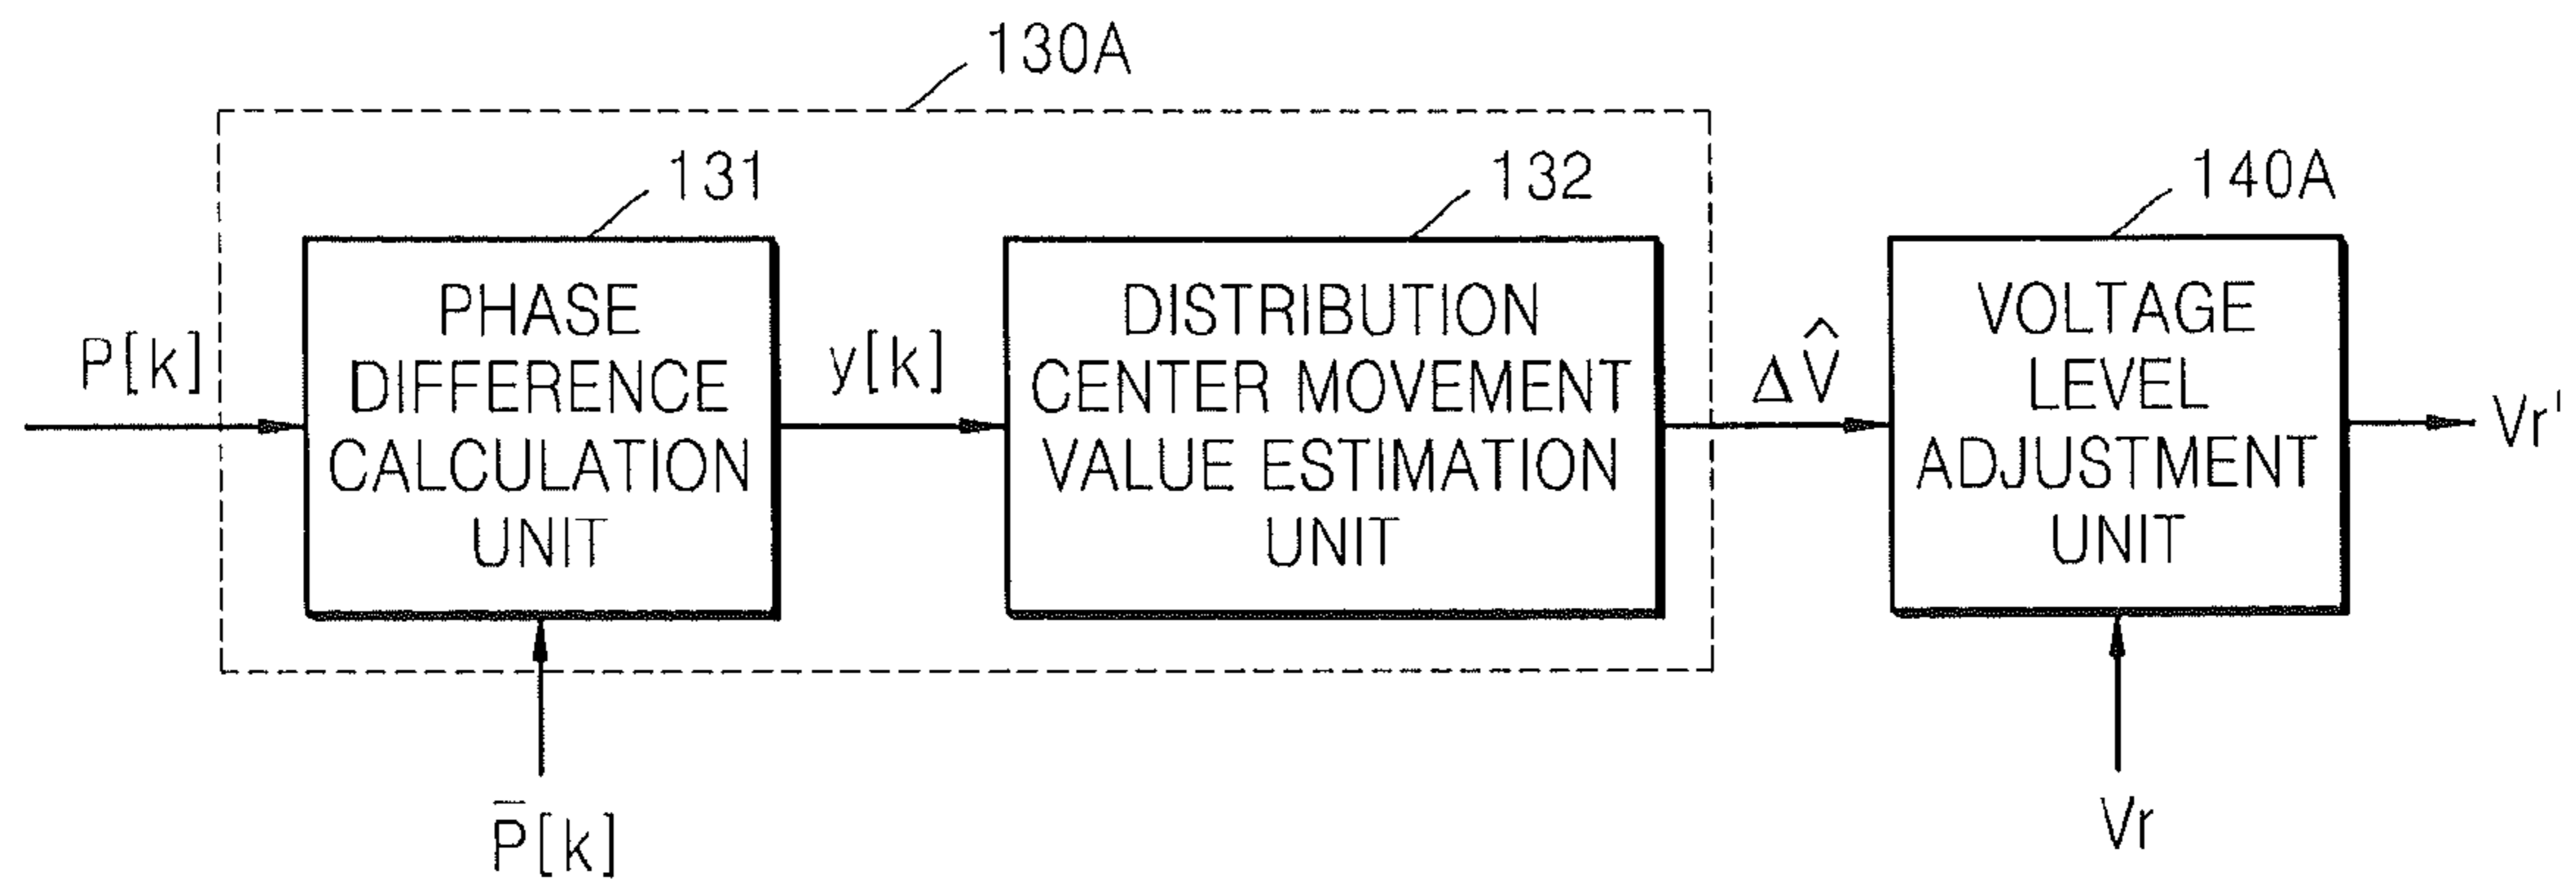 130A
131
132
140A
PHASE
DIFFERENCE
CALCULATION
UNIT
DISTRIBUTION
CENTER MOVEMENT
VALUE ESTIMATION
UNIT
VOLTAGE
LEVEL
ADJUSTMENT
UNIT
P[k]
y[k]
ΔV̂
Vr'
P̄[k]
Vr